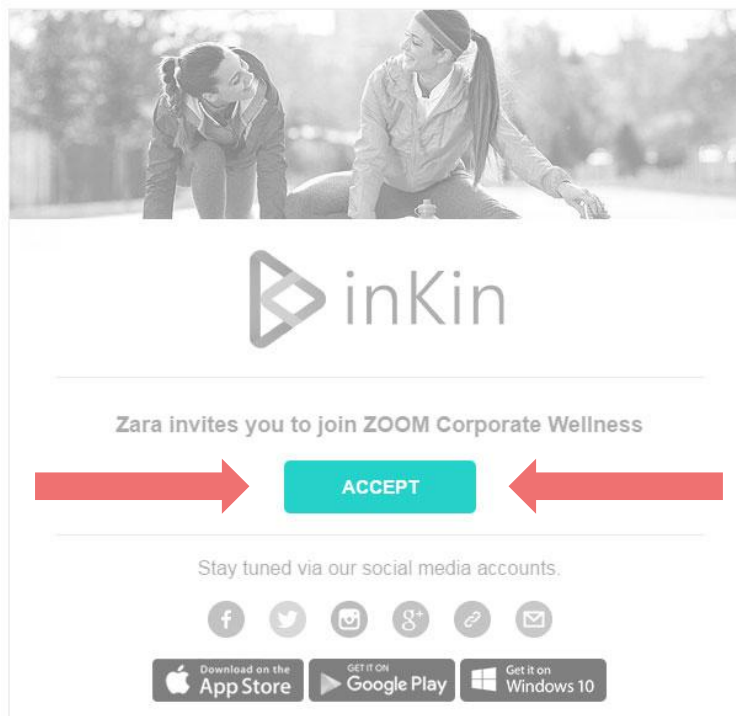 inKin
Zara invites you to join ZOOM Corporate Wellness
ACCEPT
Stay tuned via our social media accounts.
f g+
Download on the App Store GET IT ON Google Play Get it on Windows 10